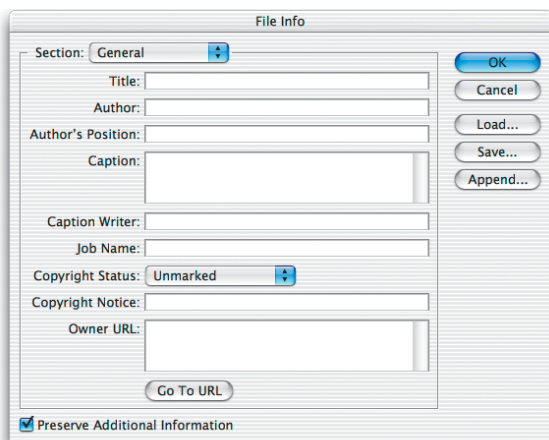 File Info
Section: General
Title:
Author:
Author's Position:
Caption:
Caption Writer:
Job Name:
Copyright Status: Unmarked
Copyright Notice:
Owner URL:
Go To URL
Preserve Additional Information
OK
Cancel
Load...
Save...
Append...